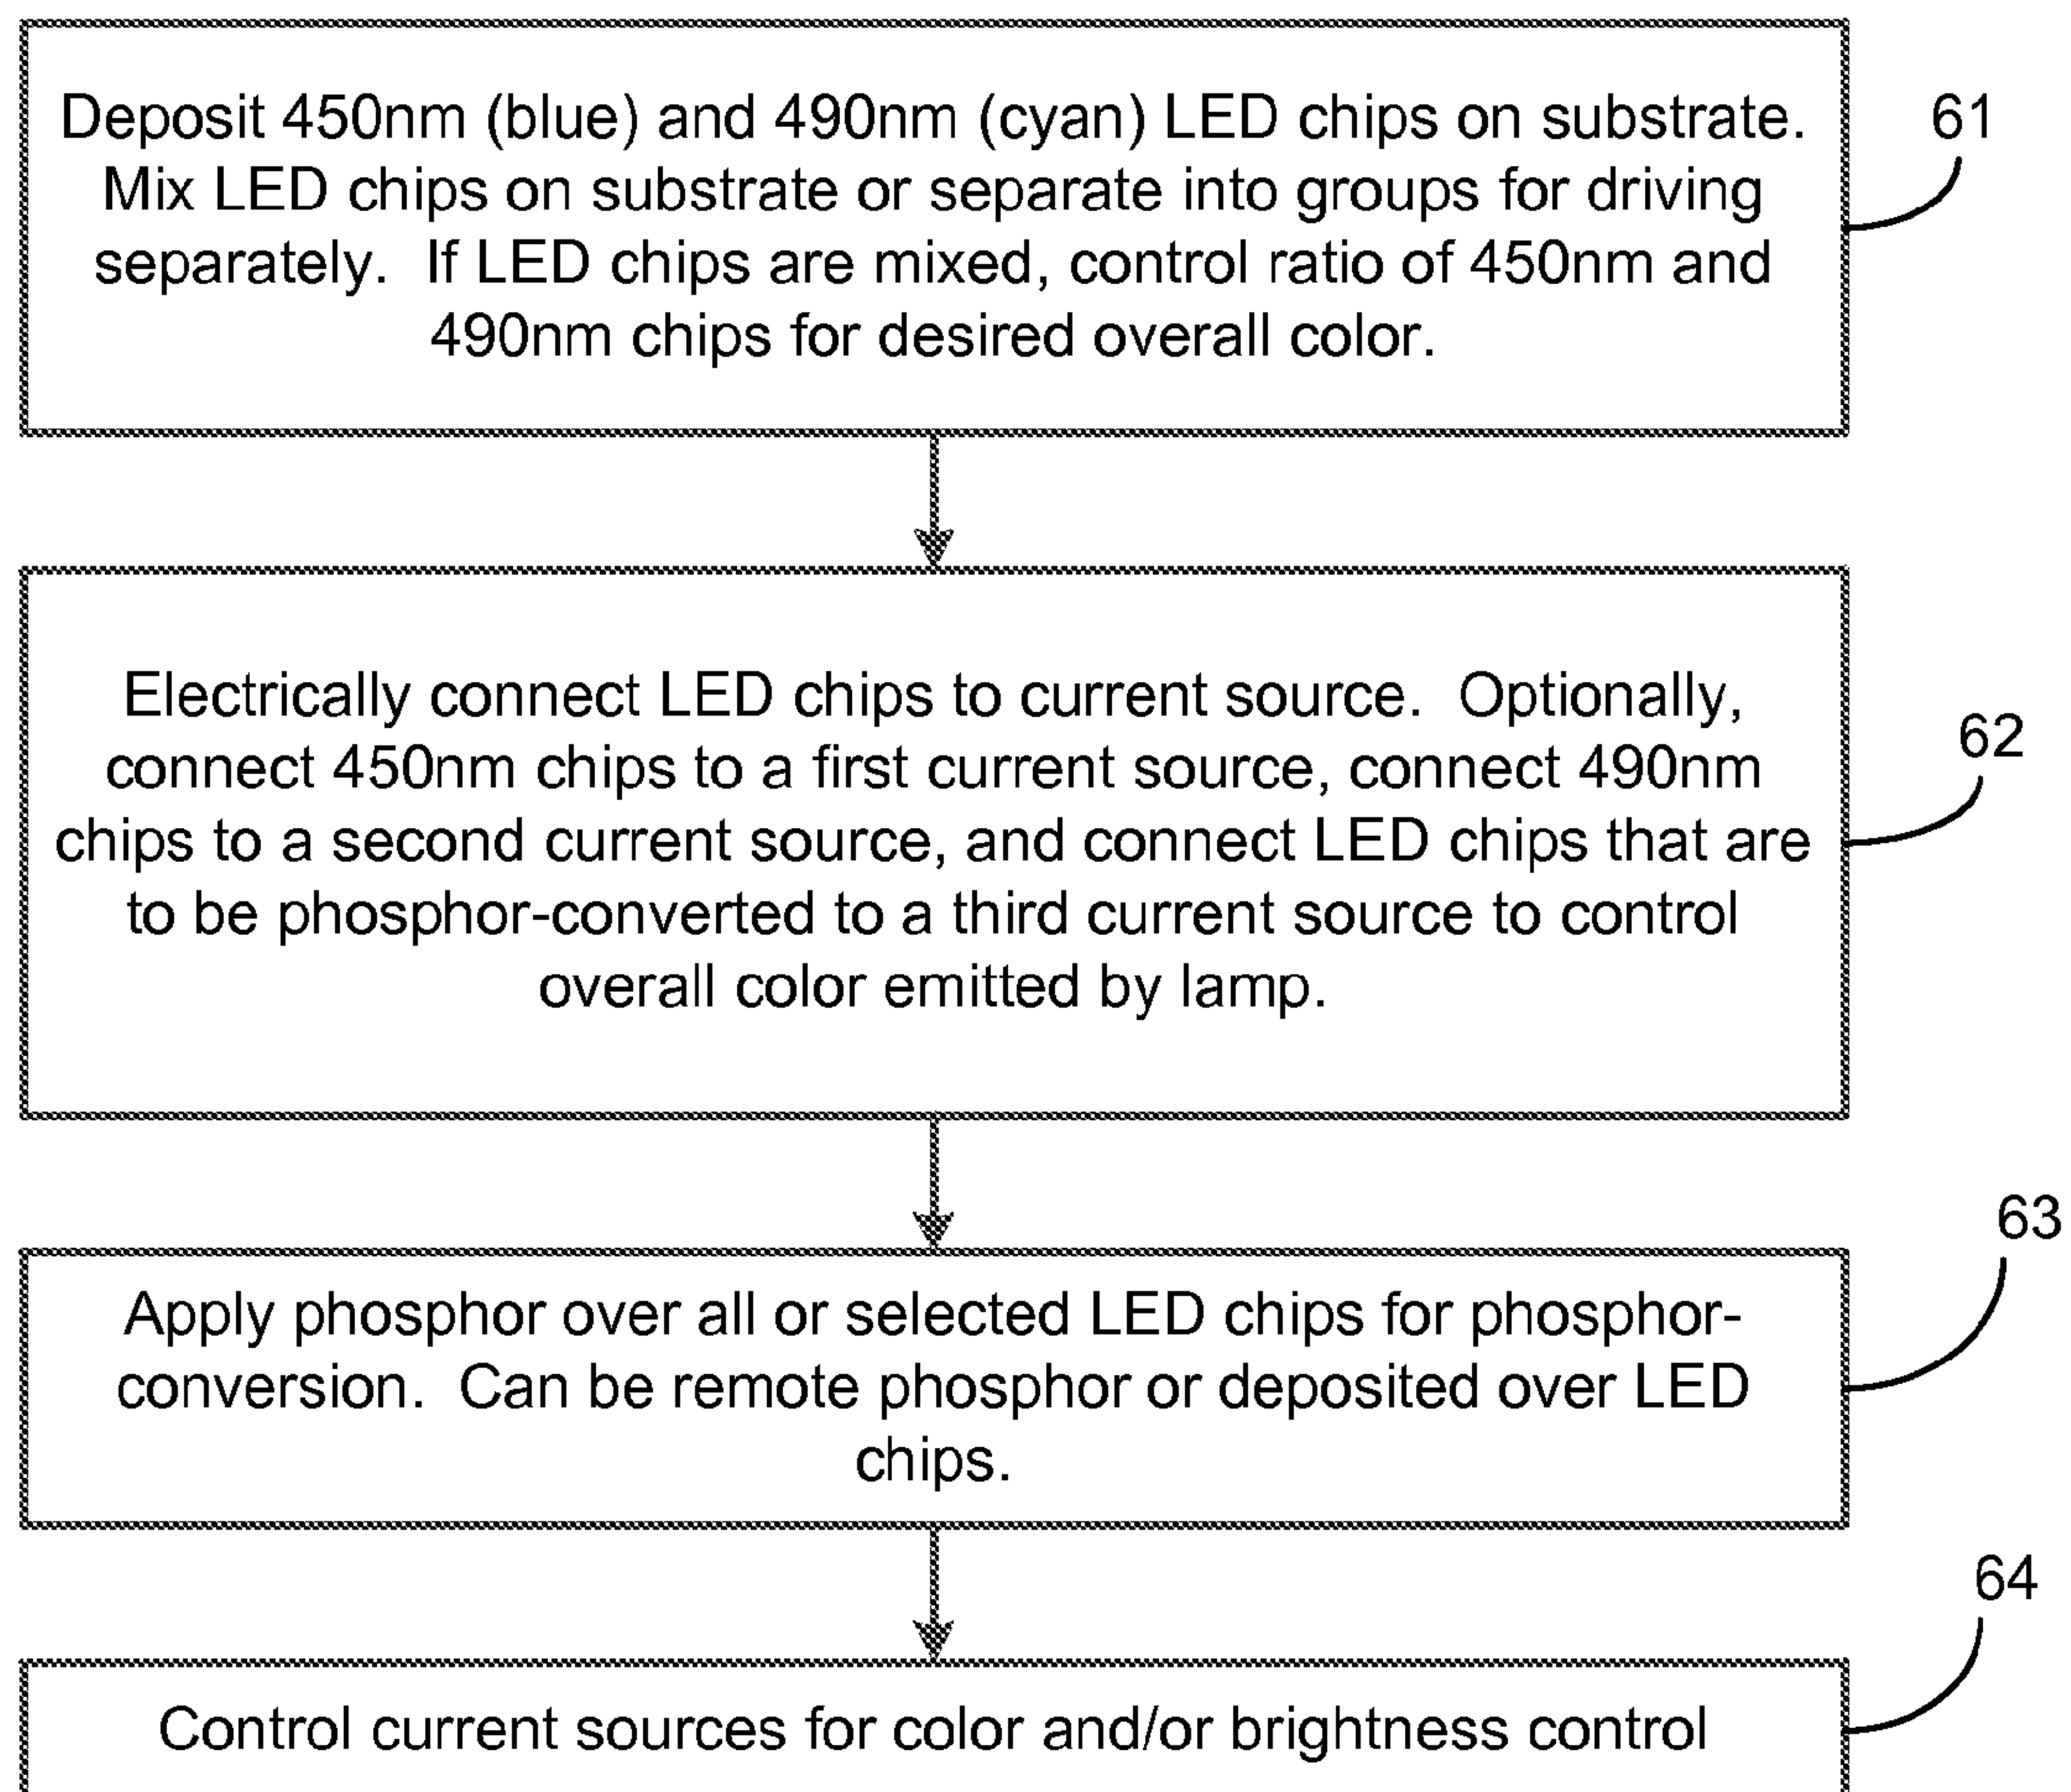 Deposit 450nm (blue) and 490nm (cyan) LED chips on substrate.
Mix LED chips on substrate or separate into groups for driving
separately. If LED chips are mixed, control ratio of 450nm and
490nm chips for desired overall color.
61
Electrically connect LED chips to current source. Optionally,
connect 450nm chips to a first current source, connect 490nm
chips to a second current source, and connect LED chips that are
to be phosphor-converted to a third current source to control
overall color emitted by lamp.
62
Apply phosphor over all or selected LED chips for phosphor-
conversion. Can be remote phosphor or deposited over LED
chips.
63
Control current sources for color and/or brightness control
64